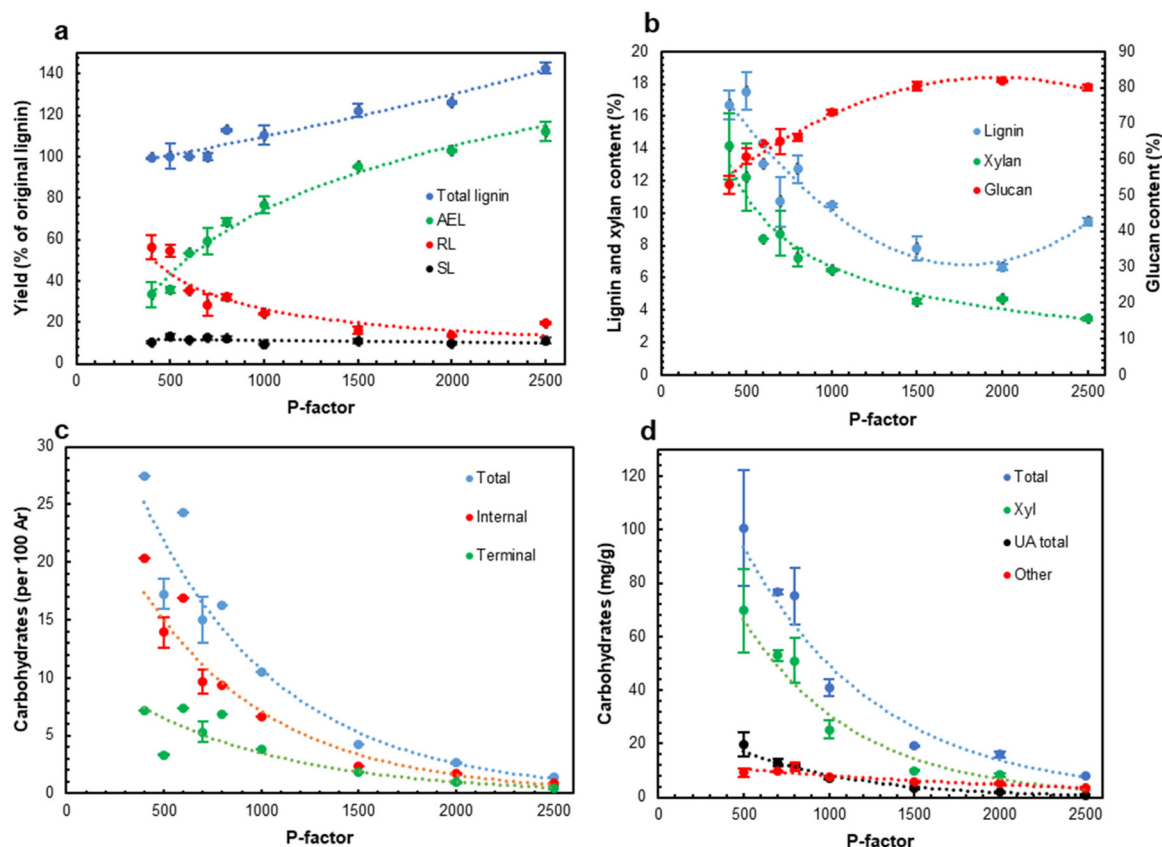 a
Yield (% of original lignin)
140
120
100
80
60
40
20
0
Total lignin
AEL
RL
SL
0 500 1000 1500 2000 2500
P-factor
b
Lignin and xylan content (%)
20
18
16
14
12
10
8
6
4
2
0
Lignin
Xylan
Glucan
90
80
70
60
50
40
30
20
10
0
Glucan content (%)
0 500 1000 1500 2000 2500
P-factor
c
Carbohydrates (per 100 Ar)
30
25
20
15
10
5
0
Total
Internal
Terminal
0 500 1000 1500 2000 2500
P-factor
d
Carbohydrates (mg/g)
120
100
80
60
40
20
0
Total
Xyl
UA total
Other
0 500 1000 1500 2000 2500
P-factor